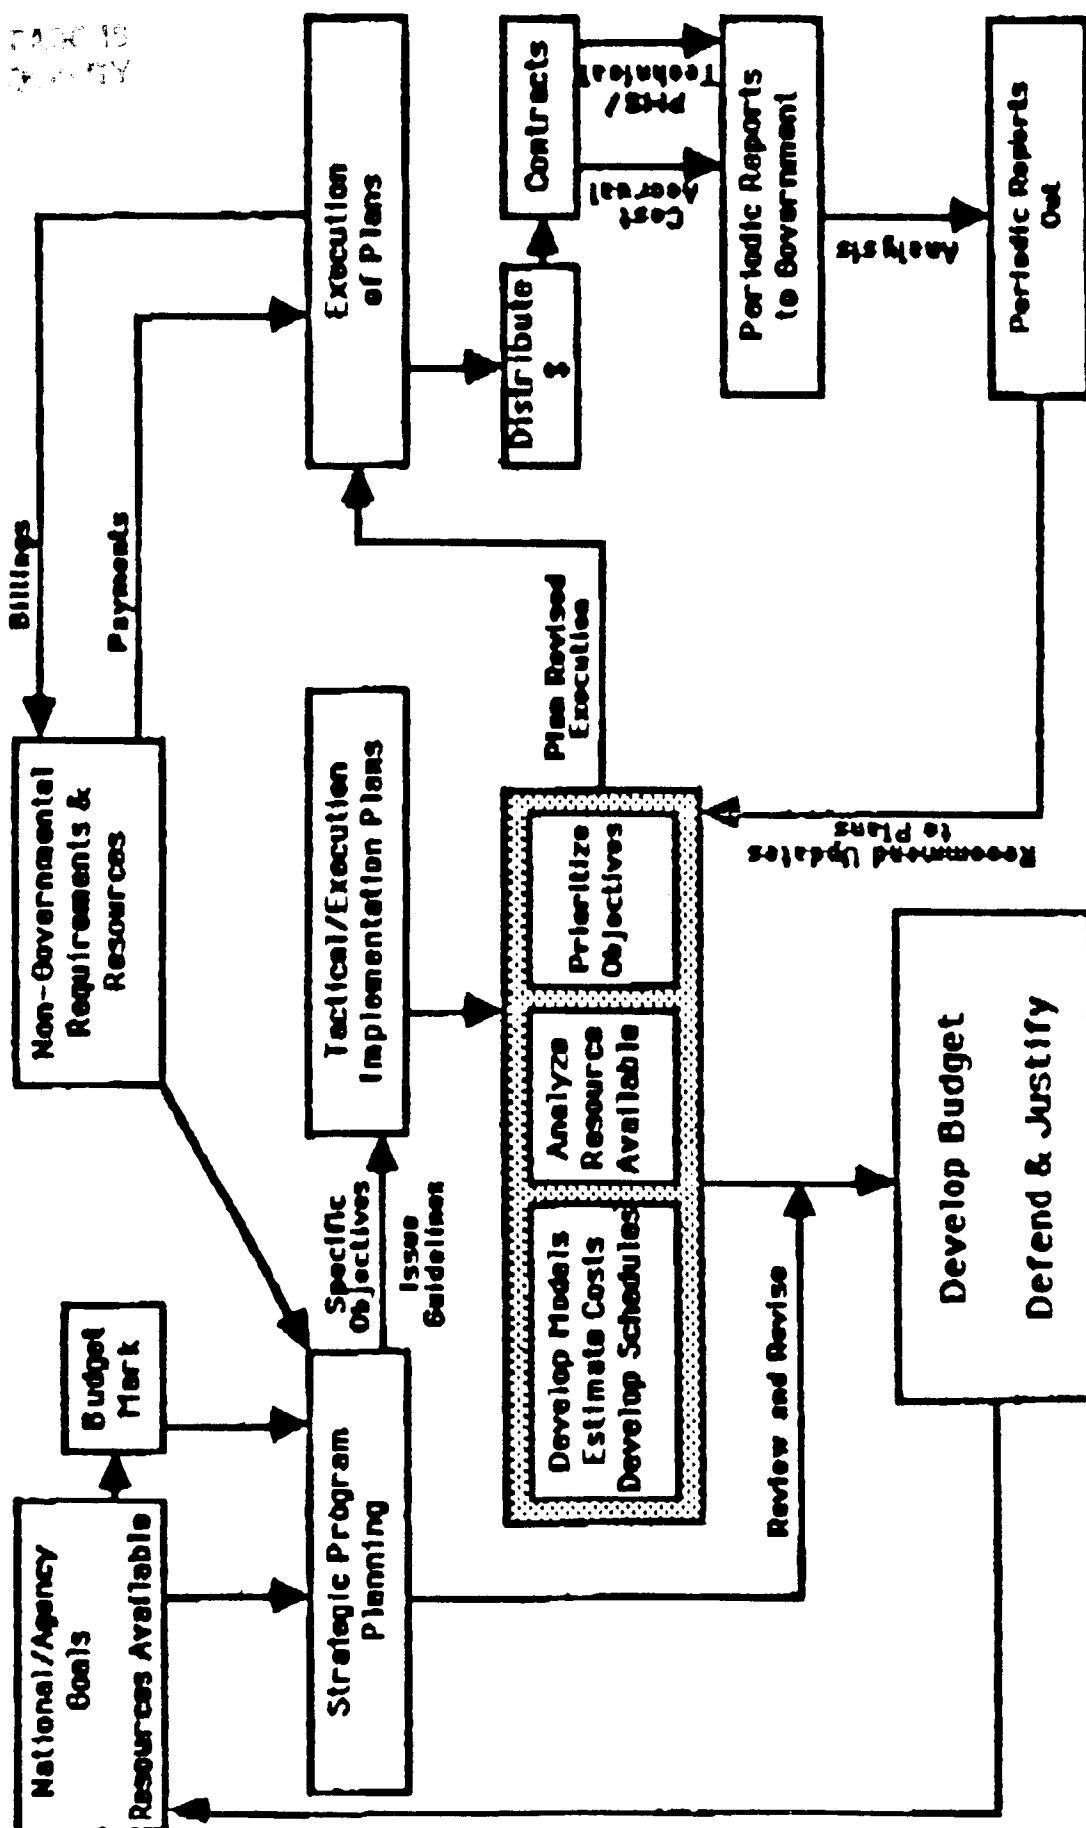 National/Agency
Goals
Resources Available
Budget
Mark
Non-Governmental
Requirements &
Resources
Billings
Payments
Strategic Program
Planning
Specific
Objectives
Issue
Guidelines
Tactical/Execution
Implementation Plans
Execution
of Plans
Develop Models
Estimate Costs
Develop Schedules
Analyze
Resource
Available
Prioritize
Objectives
Plan Revised
Execution
Distribute
$
Contracts
Cost
Accrual
PMS/
Technical
Periodic Reports
to Government
Analysis
Periodic Reports
Out
Recommend Updates
to Plans
Review and Revise
Develop Budget
Defend & Justify